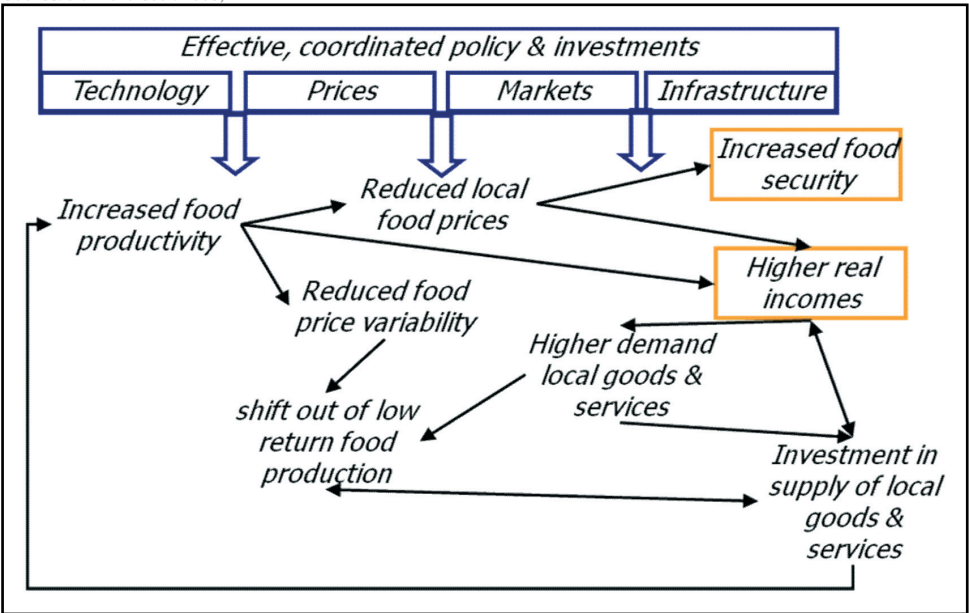 Effective, coordinated policy & investments
Technology
Prices
Markets
Infrastructure
Increased food
security
Reduced local
food prices
Increased food
productivity
Higher real
incomes
Reduced food
price variability
Higher demand
local goods &
services
shift out of low
return food
production
Investment in
supply of local
goods &
services